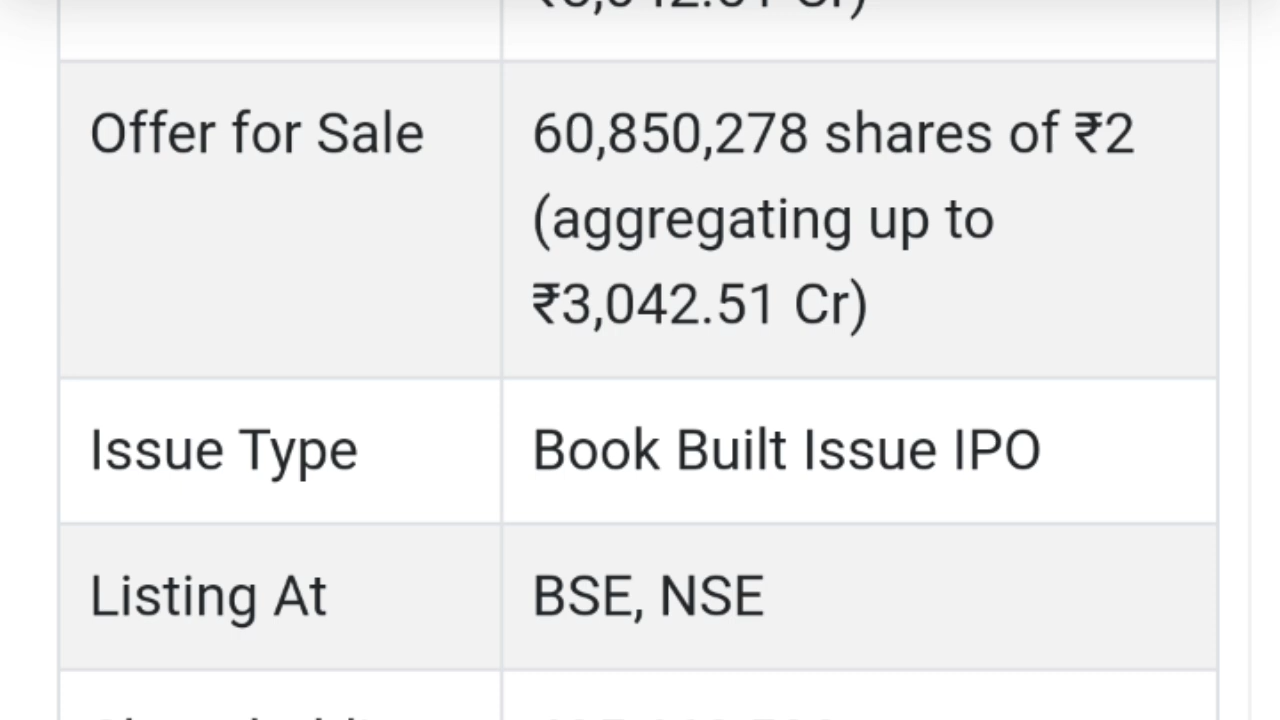 Offer for Sale
60,850,278 shares of ₹2
(aggregating up to
₹3,042.51 Cr)
Issue Type
Book Built Issue IPO
Listing At
BSE, NSE